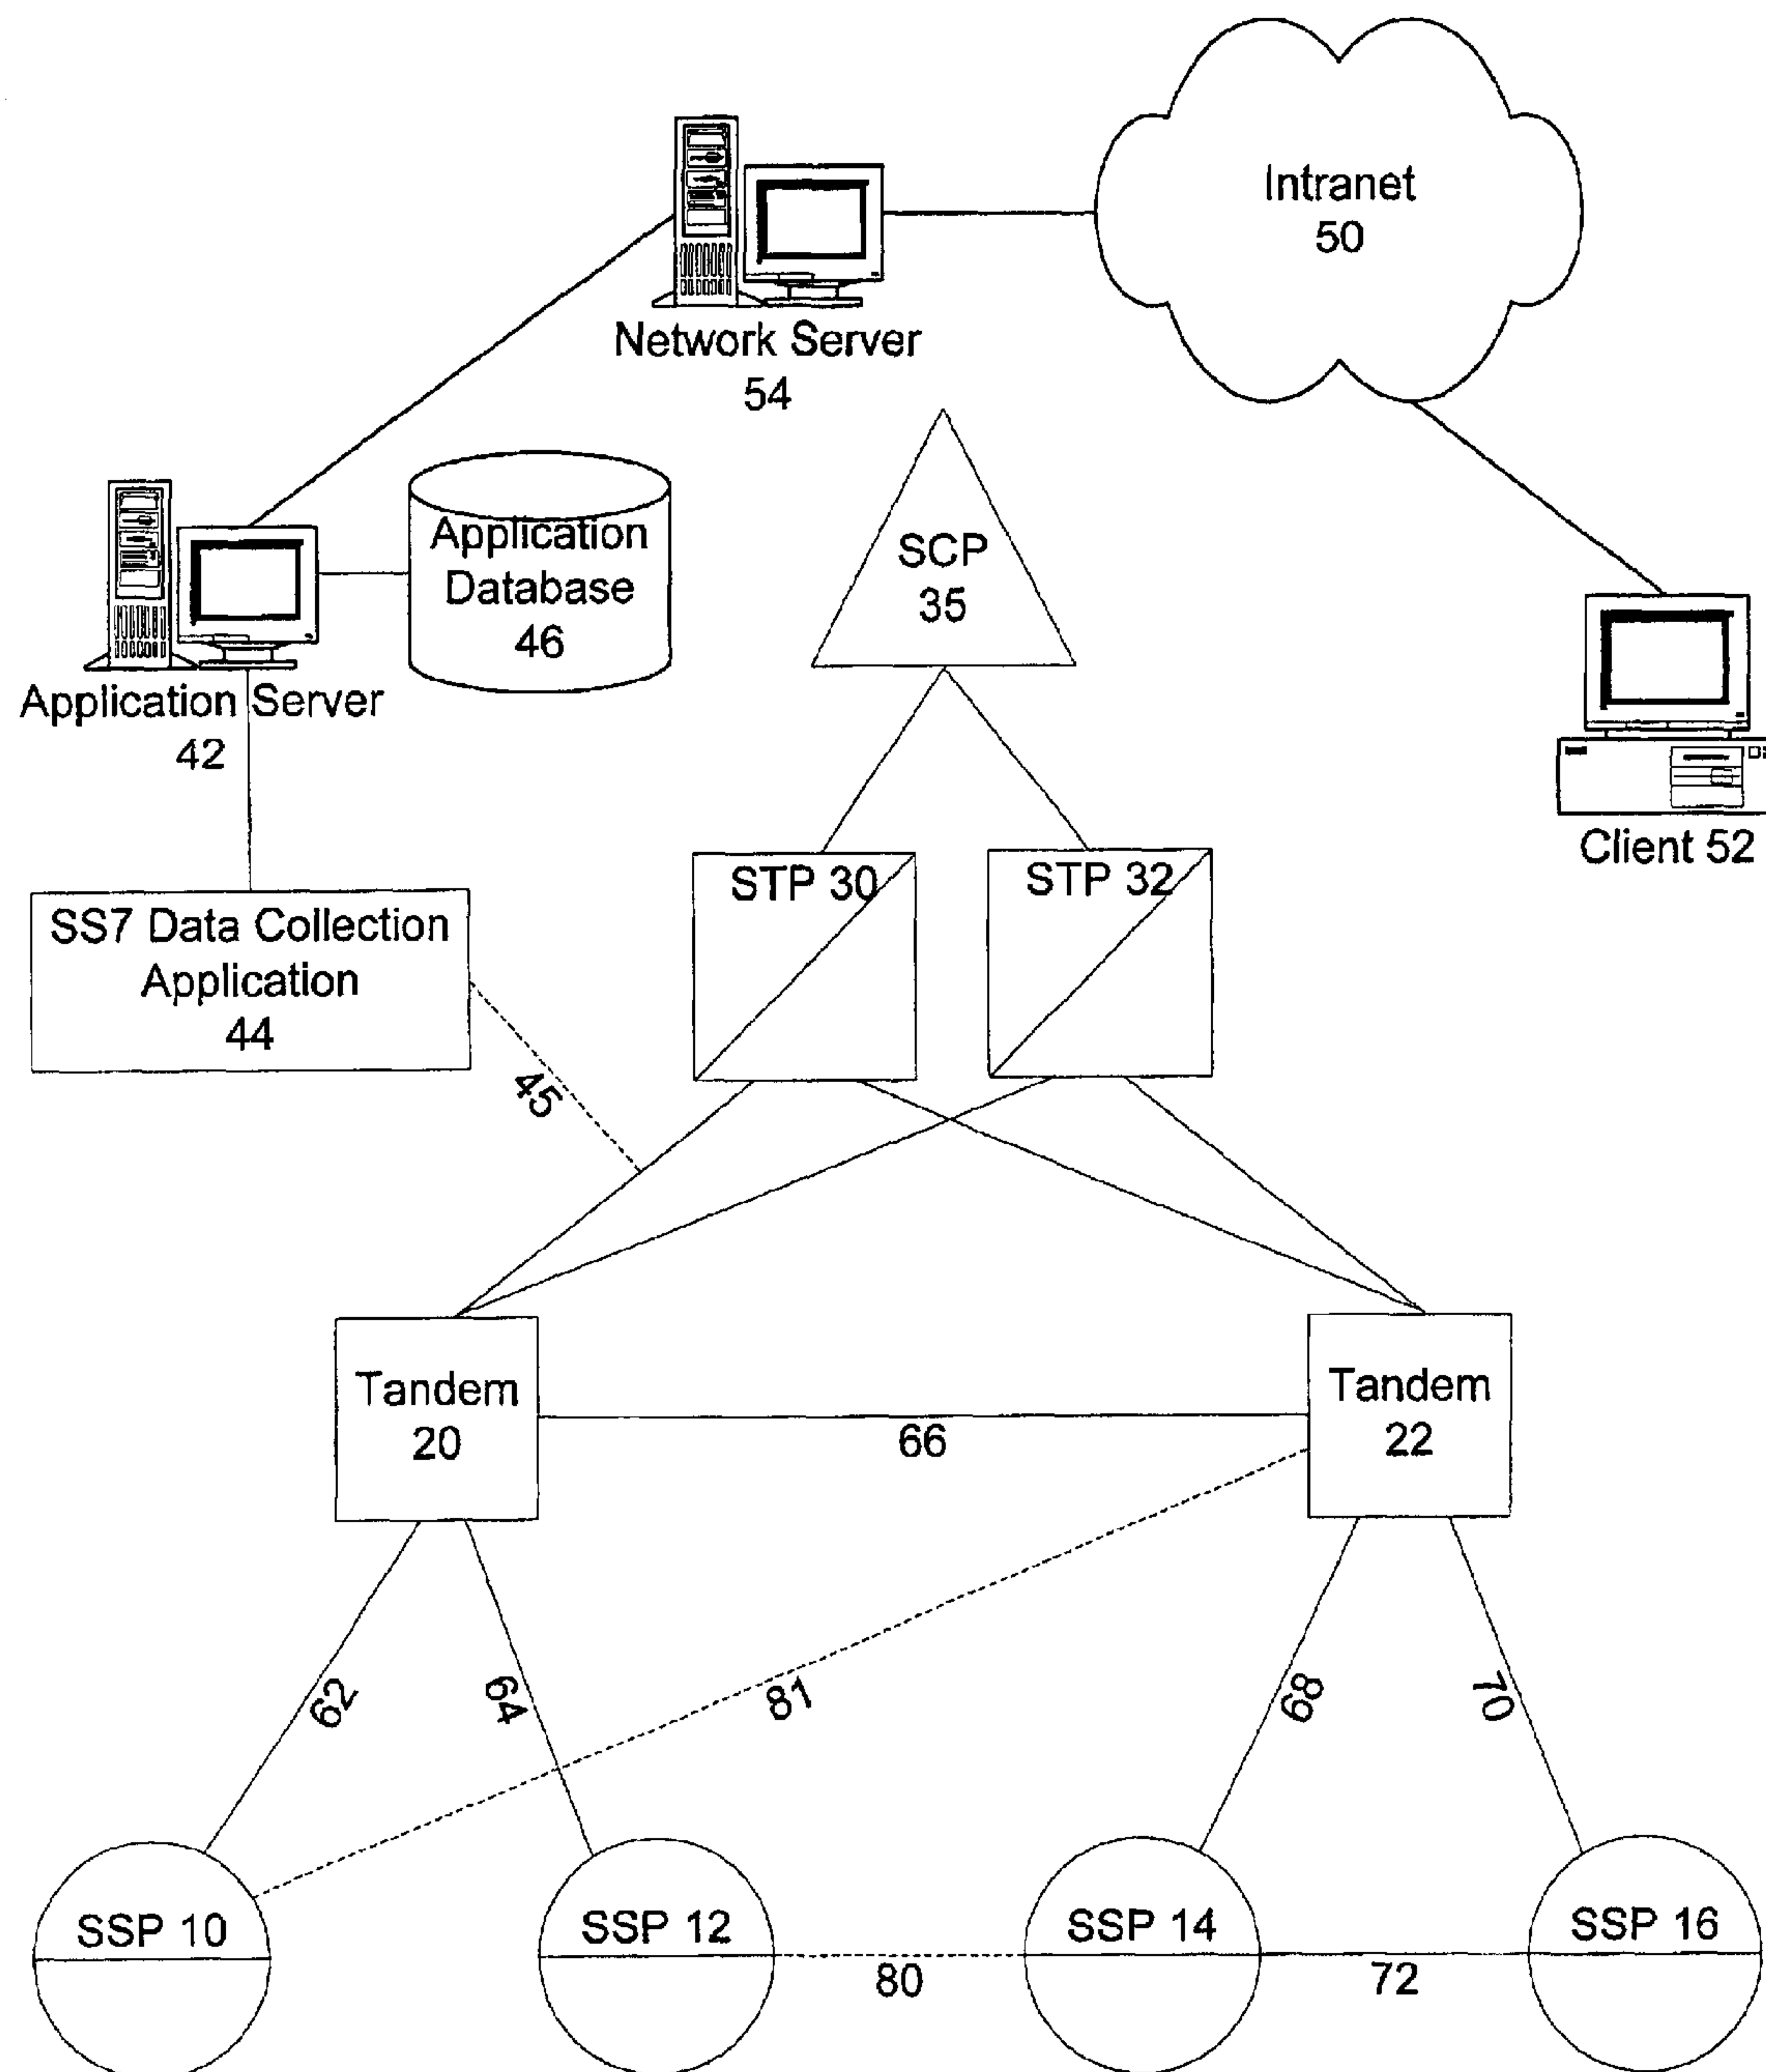 Intranet
50
Network Server
54
Application
Database
46
SCP
35
Application Server
42
Client 52
STP 30
STP 32
SS7 Data Collection
Application
44
45
Tandem
20
Tandem
22
66
62
64
81
68
70
SSP 10
SSP 12
SSP 14
SSP 16
80
72